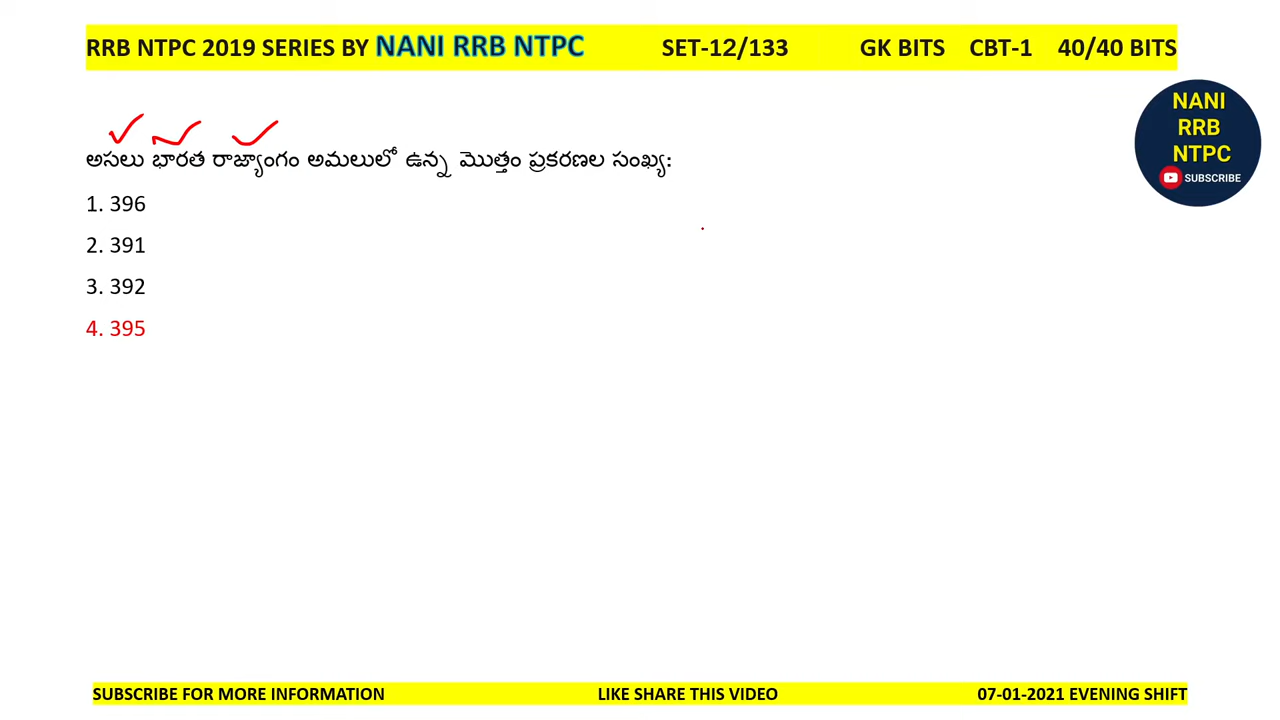 RRB NTPC 2019 SERIES BY NANI RRB NTPC SET-12/133 GK BITS CBT-1 40/40 BITS
NANI
RRB
NTPC
SUBSCRIBE
అసలు భారత రాజ్యాంగం అమలులో ఉన్న మొత్తం ప్రకరణల సంఖ్య:
1. 396
2. 391
3. 392
4. 395
SUBSCRIBE FOR MORE INFORMATION LIKE SHARE THIS VIDEO 07-01-2021 EVENING SHIFT